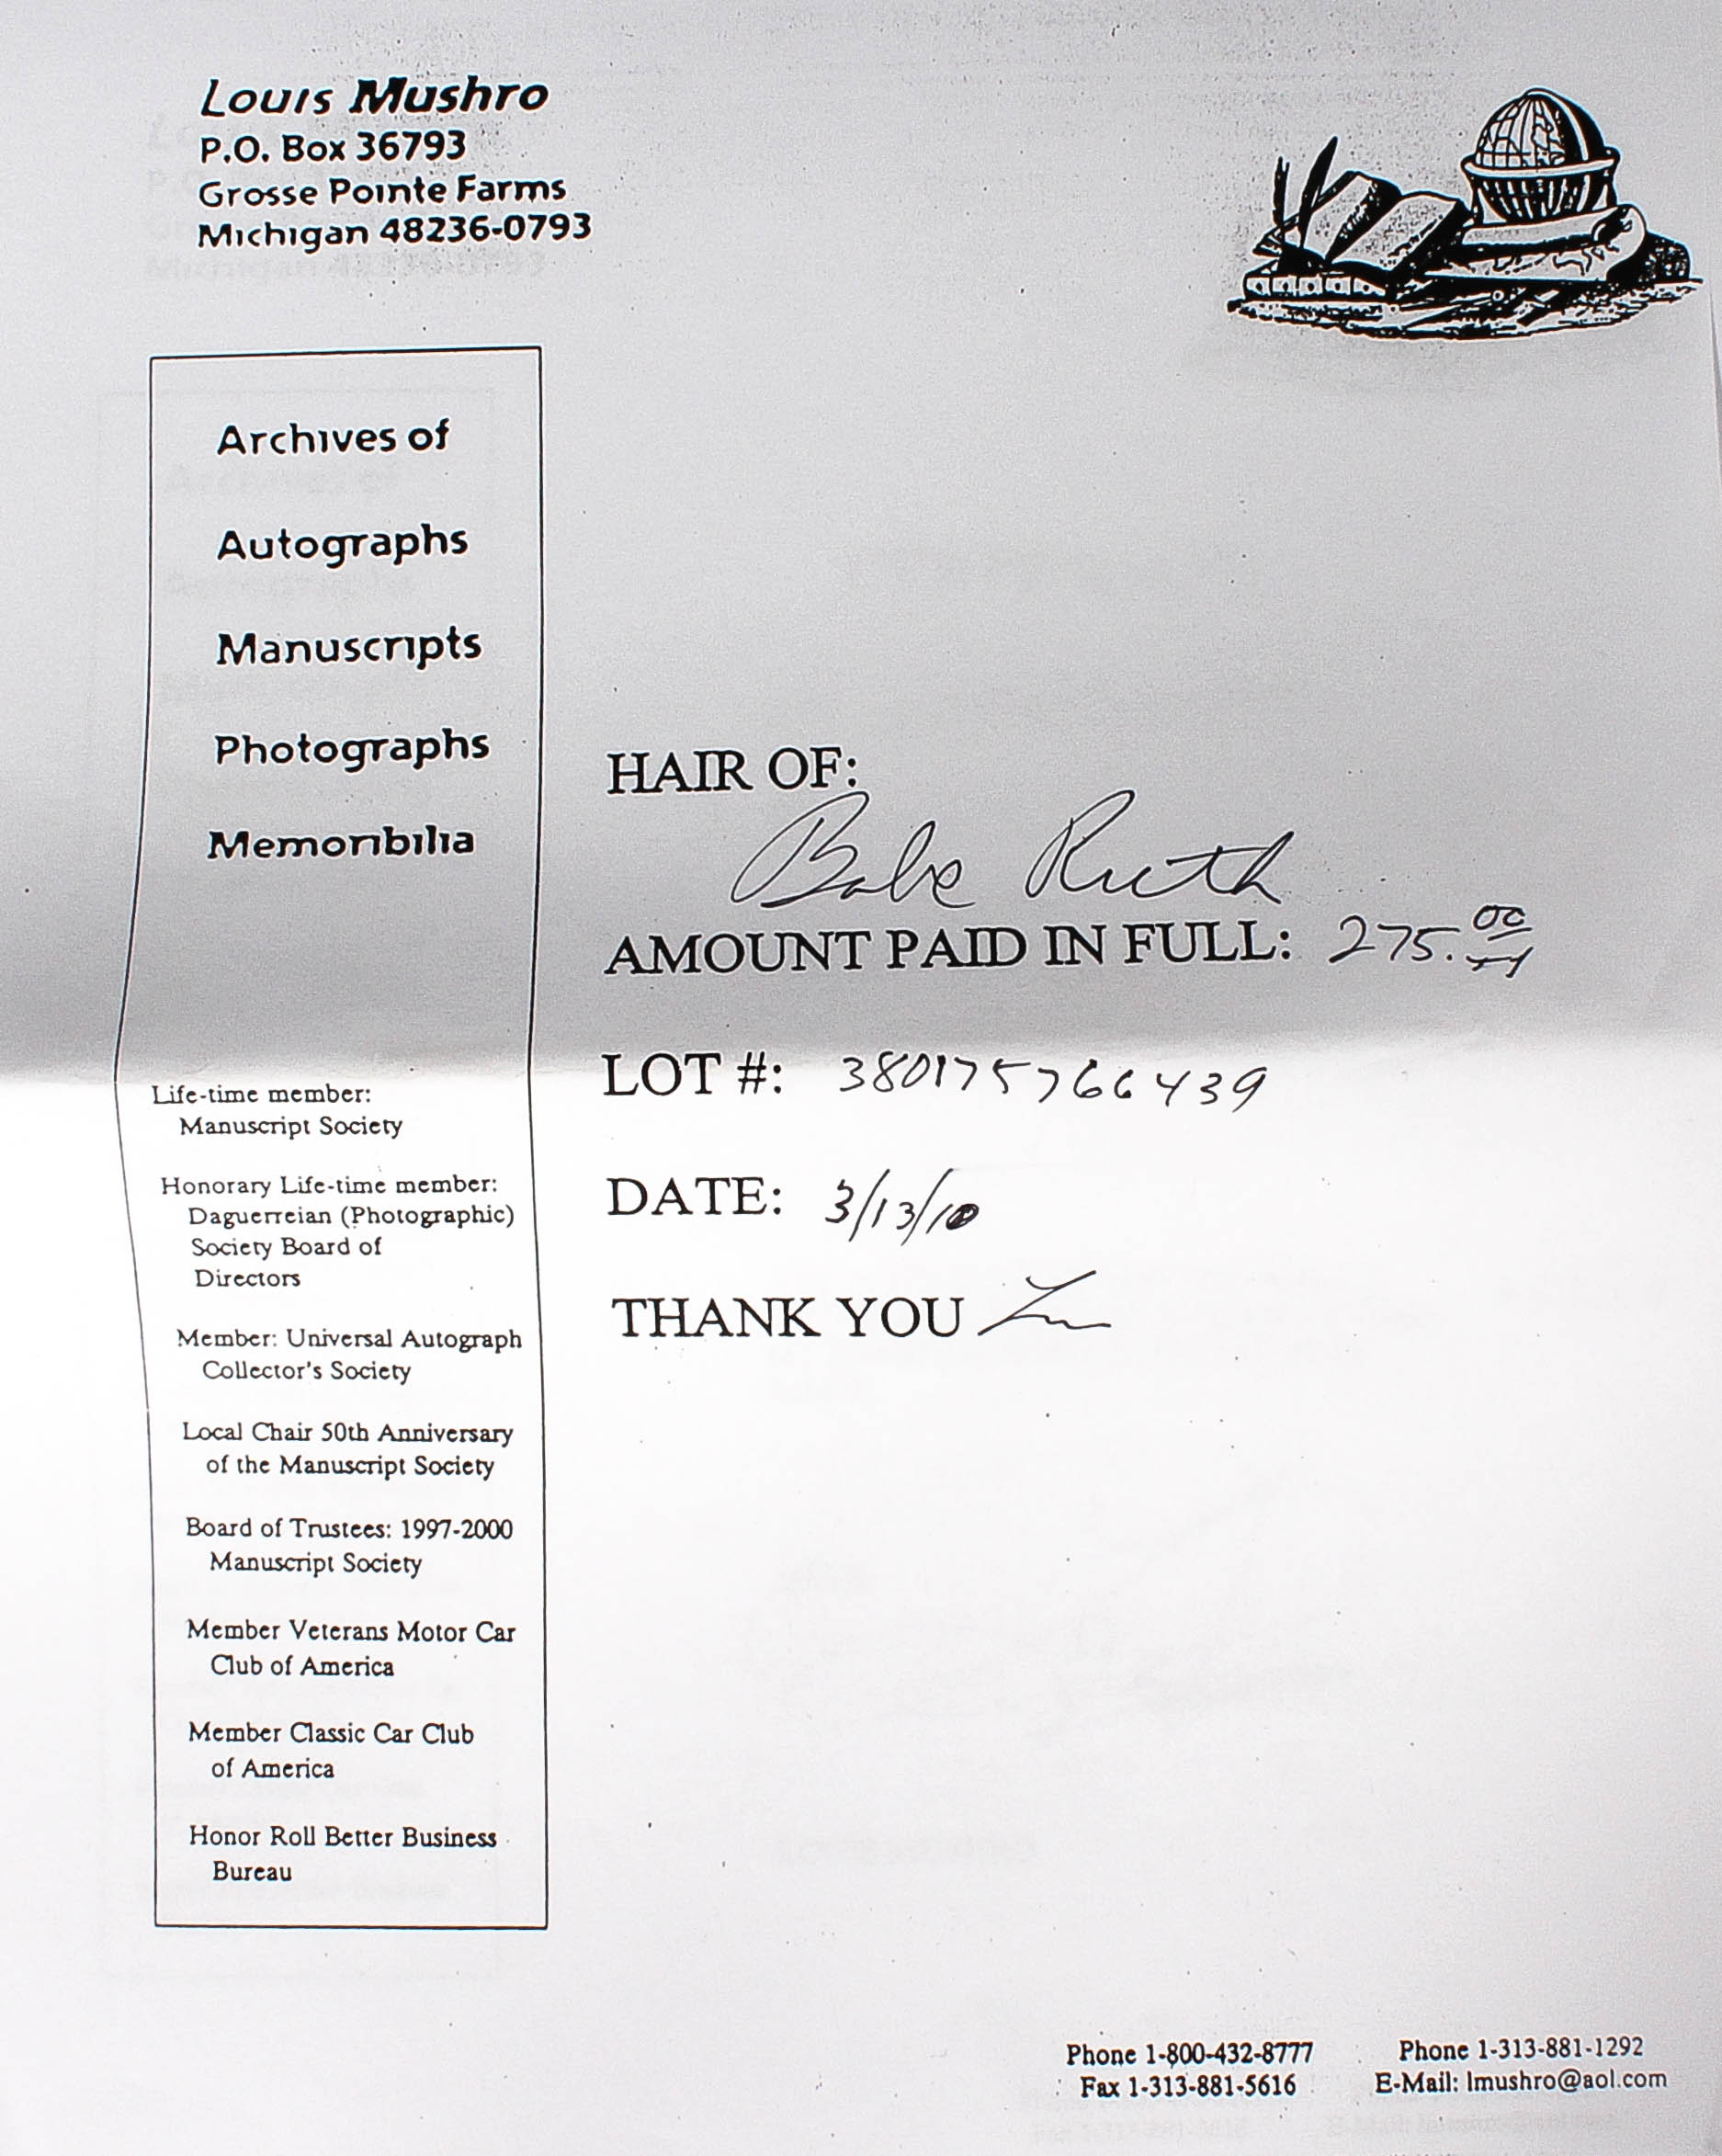 Louis Mushro
P.O. Box 36793
Grosse Pointe Farms
Michigan 48236-0793
Archives of
Autographs
Manuscripts
Photographs
Memoribilia
HAIR OF:
Babe Ruth
AMOUNT PAID IN FULL: 275.00
LOT #: 380175766439
DATE: 3/13/10
THANK YOU
Life-time member:
Manuscript Society
Honorary Life-time member:
Daguerreian (Photographic)
Society Board of
Directors
Member: Universal Autograph
Collector's Society
Local Chair 50th Anniversary
of the Manuscript Society
Board of Trustees: 1997-2000
Manuscript Society
Member Veterans Motor Car
Club of America
Member Classic Car Club
of America
Honor Roll Better Business
Bureau
Phone 1-800-432-8777
Fax 1-313-881-5616
Phone 1-313-881-1292
E-Mail: lmushro@aol.com